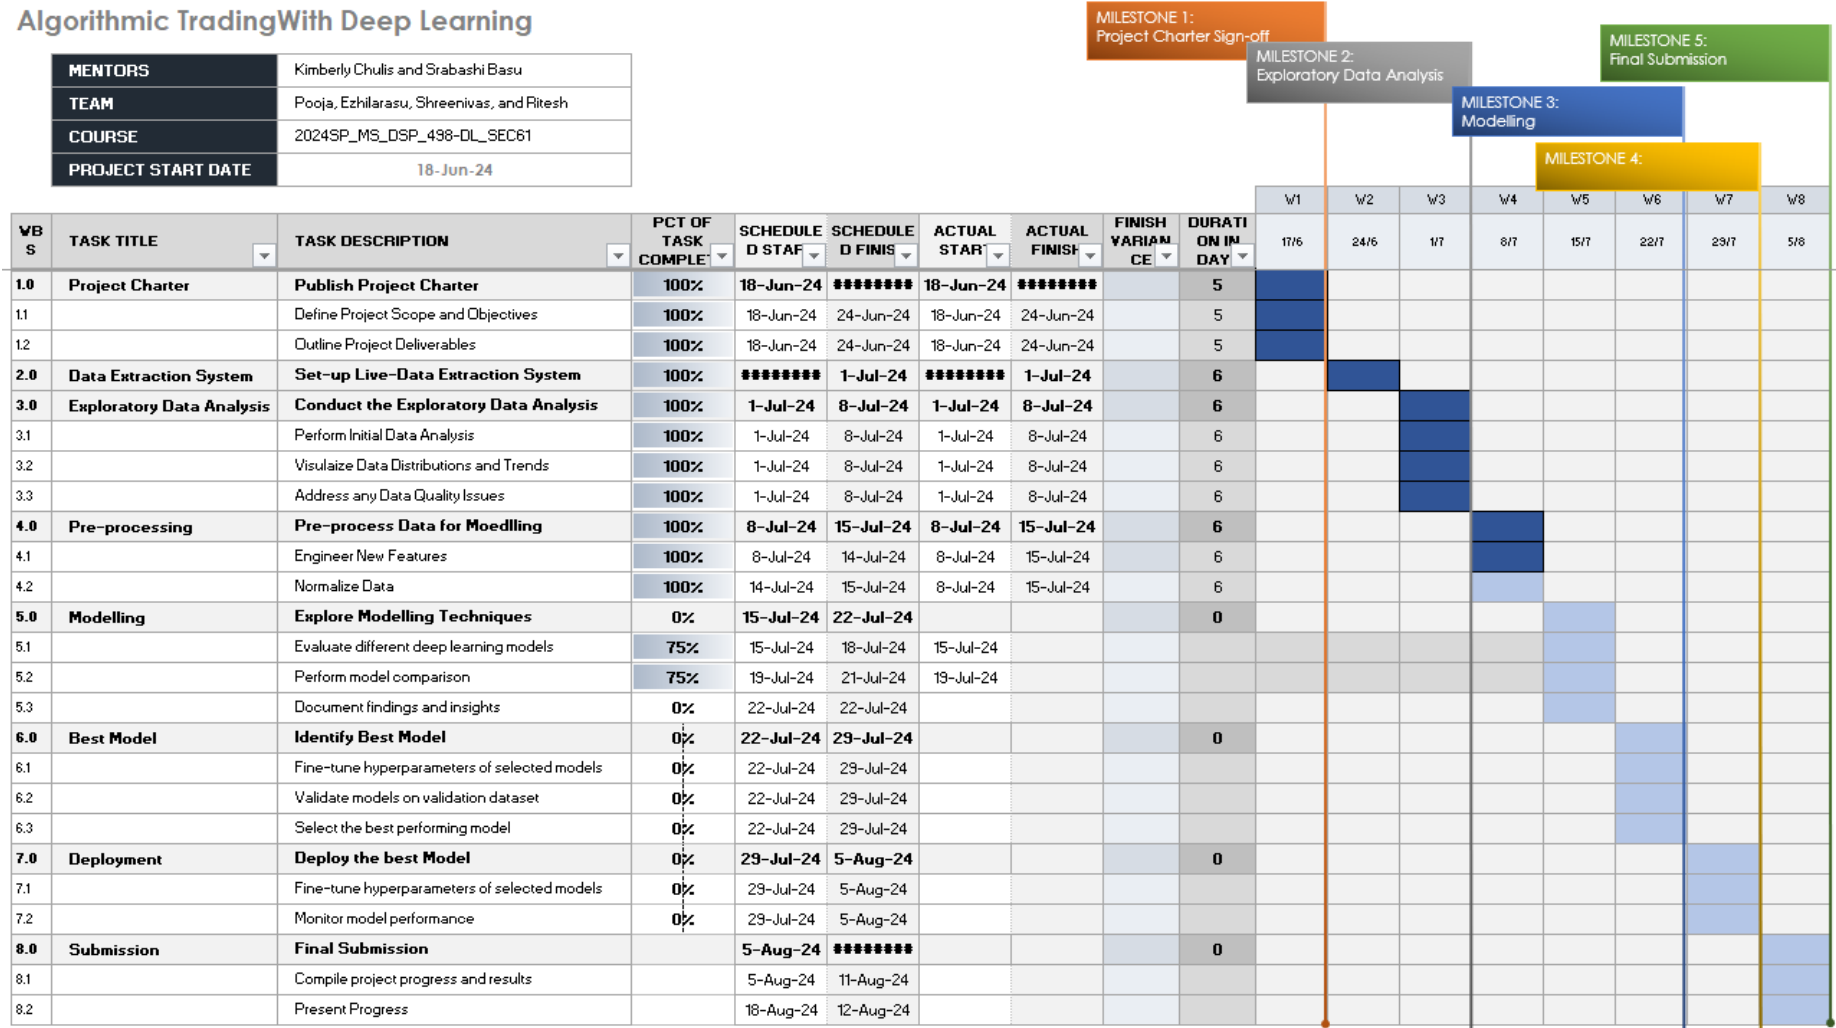 Algorithmic TradingWith Deep Learning
MILESTONE 1:
Project Charter Sign-off
MILESTONE 2:
Exploratory Data Analysis
MILESTONE 3:
Modelling
MILESTONE 4:
MILESTONE 5:
Final Submission
MENTORS Kimberly Chulis and Srabashi Basu
TEAM Pooja, Ezhilarasu, Shreenivas, and Ritesh
COURSE 2024SP_MS_DSP_498-DL_SEC61
PROJECT START DATE 18-Jun-24
W1 W2 W3 W4 W5 W6 W7 W8
WB
S
TASK TITLE
TASK DESCRIPTION
PCT OF
TASK
COMPLET
SCHEDULE
D STAR
SCHEDULE
D FINIS
ACTUAL
START
ACTUAL
FINISH
FINISH
VARIAN
CE
DURATI
ON IN
DAY
17/6 24/6 1/7 8/7 15/7 22/7 29/7 5/8
1.0 Project Charter Publish Project Charter 100% 18-Jun-24 ######## 18-Jun-24 ######## 5
1.1 Define Project Scope and Objectives 100% 18-Jun-24 24-Jun-24 18-Jun-24 24-Jun-24 5
1.2 Outline Project Deliverables 100% 18-Jun-24 24-Jun-24 18-Jun-24 24-Jun-24 5
2.0 Data Extraction System Set-up Live-Data Extraction System 100% ######## 1-Jul-24 ######## 1-Jul-24 6
3.0 Exploratory Data Analysis Conduct the Exploratory Data Analysis 100% 1-Jul-24 8-Jul-24 1-Jul-24 8-Jul-24 6
3.1 Perform Initial Data Analysis 100% 1-Jul-24 8-Jul-24 1-Jul-24 8-Jul-24 6
3.2 Visulaize Data Distributions and Trends 100% 1-Jul-24 8-Jul-24 1-Jul-24 8-Jul-24 6
3.3 Address any Data Quality Issues 100% 1-Jul-24 8-Jul-24 1-Jul-24 8-Jul-24 6
4.0 Pre-processing Pre-process Data for Moedlling 100% 8-Jul-24 15-Jul-24 8-Jul-24 15-Jul-24 6
4.1 Engineer New Features 100% 8-Jul-24 14-Jul-24 8-Jul-24 15-Jul-24 6
4.2 Normalize Data 100% 14-Jul-24 15-Jul-24 8-Jul-24 15-Jul-24 6
5.0 Modelling Explore Modelling Techniques 0% 15-Jul-24 22-Jul-24 0
5.1 Evaluate different deep learning models 75% 15-Jul-24 18-Jul-24 15-Jul-24
5.2 Perform model comparison 75% 19-Jul-24 21-Jul-24 19-Jul-24
5.3 Document findings and insights 0% 22-Jul-24 22-Jul-24
6.0 Best Model Identify Best Model 0% 22-Jul-24 29-Jul-24 0
6.1 Fine-tune hyperparameters of selected models 0% 22-Jul-24 29-Jul-24
6.2 Validate models on validation dataset 0% 22-Jul-24 29-Jul-24
6.3 Select the best performing model 0% 22-Jul-24 29-Jul-24
7.0 Deployment Deploy the best Model 0% 29-Jul-24 5-Aug-24 0
7.1 Fine-tune hyperparameters of selected models 0% 29-Jul-24 5-Aug-24
7.2 Monitor model performance 0% 29-Jul-24 5-Aug-24
8.0 Submission Final Submission 5-Aug-24 ######## 0
8.1 Compile project progress and results 5-Aug-24 11-Aug-24
8.2 Present Progress 18-Aug-24 12-Aug-24